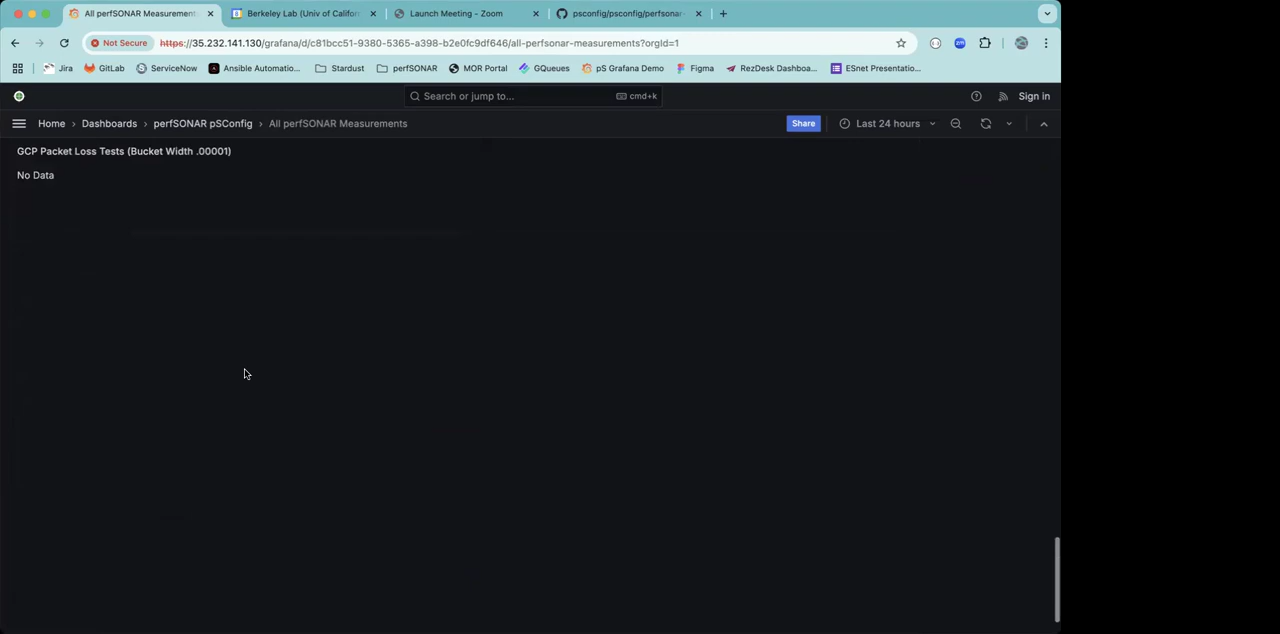 All perfSONAR Measurement
Berkeley Lab (Univ of Califor
Launch Meeting - Zoom
psconfig/psconfig/perfsonar-
Not Secure
https://35.232.141.130/grafana/d/c81bcc51-9380-5365-a398-b2e0fc9df646/all-perfsonar-measurements?orgId=1
Jira
GitLab
ServiceNow
Ansible Automatio...
Stardust
perfSONAR
MOR Portal
GQueues
pS Grafana Demo
Figma
RezDesk Dashboa...
ESnet Presentatio...
Search or jump to...
cmd+k
Sign in
Home › Dashboards › perfSONAR pSConfig › All perfSONAR Measurements
Share
Last 24 hours
GCP Packet Loss Tests (Bucket Width .00001)
No Data